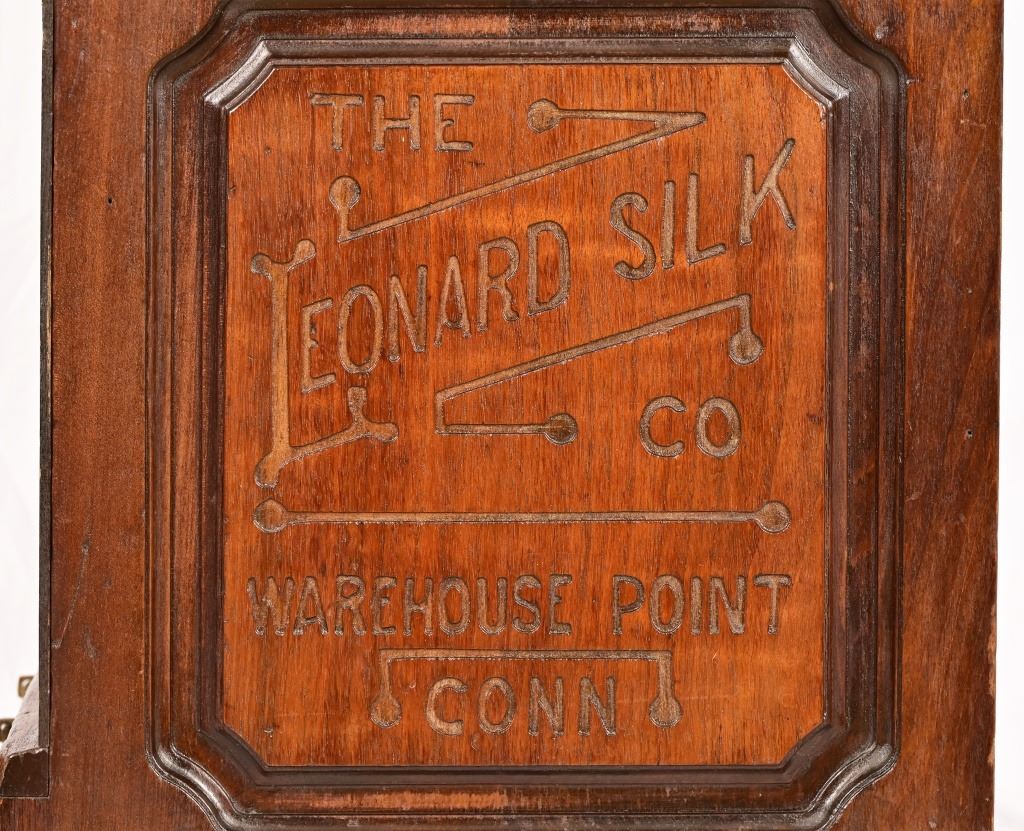 THE
LEONARD SILK
CO
WAREHOUSE POINT
CONN